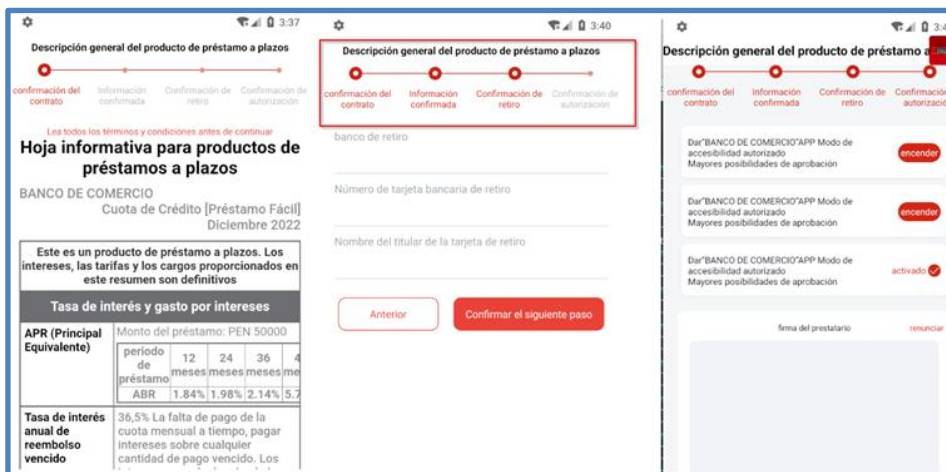 3:37
Descripción general del producto de préstamo a plazos
confirmación del contrato
Información confirmada
Confirmación de retiro
Confirmación de autorización
Lea todos los términos y condiciones antes de continuar
Hoja informativa para productos de
préstamos a plazos
BANCO DE COMERCIO
Cuota de Crédito [Préstamo Fácil]
Diciembre 2022
Este es un producto de préstamo a plazos. Los
intereses, las tarifas y los cargos proporcionados en
este resumen son definitivos
Tasa de interés y gasto por intereses
APR (Principal
Equivalente)
Monto del préstamo: PEN 50000
periodo
de
préstamo
12
meses
24
meses
36
meses
4
me
ABR 1.84% 1.98% 2.14% 5.7
Tasa de interés
anual de
reembolso
vencido
36,5% La falta de pago de la
cuota mensual a tiempo, pagar
intereses sobre cualquier
cantidad de pago vencido. Los
3:40
Descripción general del producto de préstamo a plazos
confirmación del contrato
Información confirmada
Confirmación de retiro
Confirmación de autorización
banco de retiro
Número de tarjeta bancaria de retiro
Nombre del titular de la tarjeta de retiro
Anterior
Confirmar el siguiente paso
3:4
Descripción general del producto de préstamo a
confirmación del contrato
Información confirmada
Confirmación de retiro
Confirmación autorizació
Dar"BANCO DE COMERCIO"APP Modo de
accesibilidad autorizado
Mayores posibilidades de aprobación
encender
Dar"BANCO DE COMERCIO"APP Modo de
accesibilidad autorizado
Mayores posibilidades de aprobación
encender
Dar"BANCO DE COMERCIO"APP Modo de
accesibilidad autorizado
Mayores posibilidades de aprobación
activado
firma del prestatario
renunciar